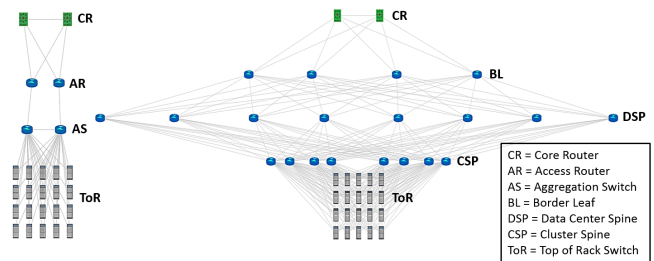 CR
AR
AS
ToR
CR
BL
DSP
CSP
ToR
CR = Core Router
AR = Access Router
AS = Aggregation Switch
BL = Border Leaf
DSP = Data Center Spine
CSP = Cluster Spine
ToR = Top of Rack Switch